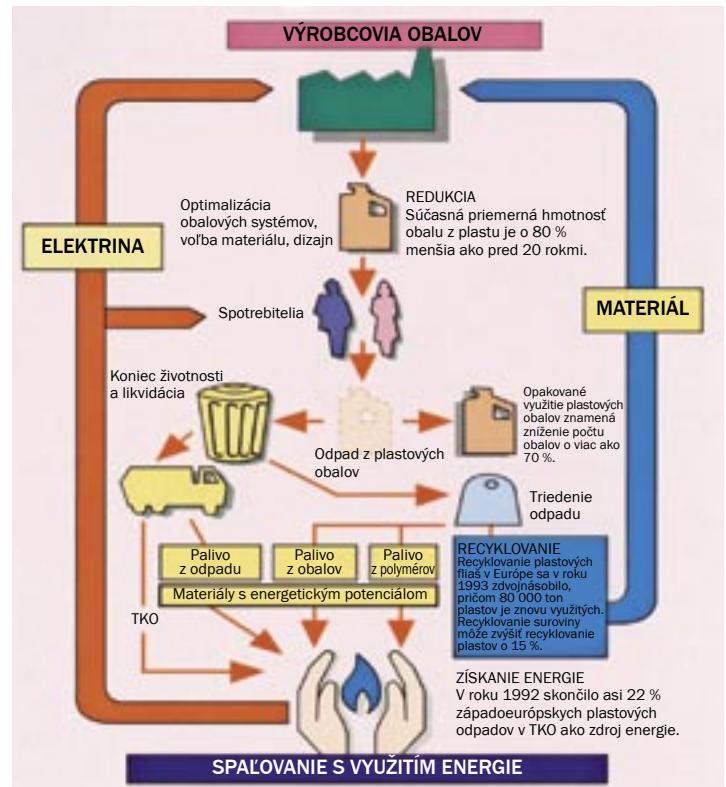 VÝROBCOVIA OBALOV
Optimalizácia
obalových systémov,
voľba materiálu, dizajn
REDUKCIA
Súčasná priemerná hmotnosť
obalu z plastu je o 80 %
menšia ako pred 20 rokmi.
ELEKTRINA
MATERIÁL
Spotrebitelia
Koniec životnosti
a likvidácia
Odpad z plastových
obalov
Opakované
využitie plastových
obalov znamená
zníženie počtu
obalov o viac ako
70 %.
Triedenie
odpadu
Palivo
z odpadu
Palivo
z obalov
Palivo
z polymérov
Materiály s energetickým potenciálom
TKO
RECYKLOVANIE
Recyklovanie plastových
fliaš v Európe sa v roku
1993 zdvojnásobilo,
pričom 80 000 ton
plastov je znovu využitých.
Recyklovanie suroviny
môže zvýšiť recyklovanie
plastov o 15 %.
ZÍSKANIE ENERGIE
V roku 1992 skončilo asi 22 %
západoeurópskych plastových
odpadov v TKO ako zdroj energie.
SPAĽOVANIE S VYUŽITÍM ENERGIE